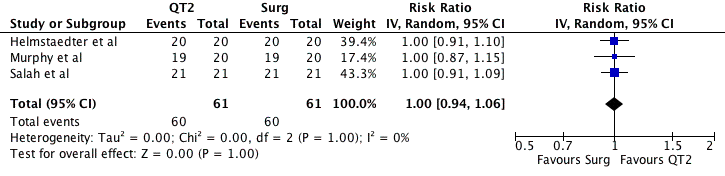 QT2 Surg Risk Ratio Risk Ratio
Study or Subgroup Events Total Events Total Weight IV, Random, 95% CI IV, Random, 95% CI
Helmstaedter et al 20 20 20 20 39.4% 1.00 [0.91, 1.10]
Murphy et al 19 20 19 20 17.4% 1.00 [0.87, 1.15]
Salah et al 21 21 21 21 43.3% 1.00 [0.91, 1.09]
Total (95% CI) 61 61 100.0% 1.00 [0.94, 1.06]
Total events 60 60
Heterogeneity: Tau² = 0.00; Chi² = 0.00, df = 2 (P = 1.00); I² = 0%
Test for overall effect: Z = 0.00 (P = 1.00)
0.5 0.7 1 1.5 2
Favours Surg Favours QT2